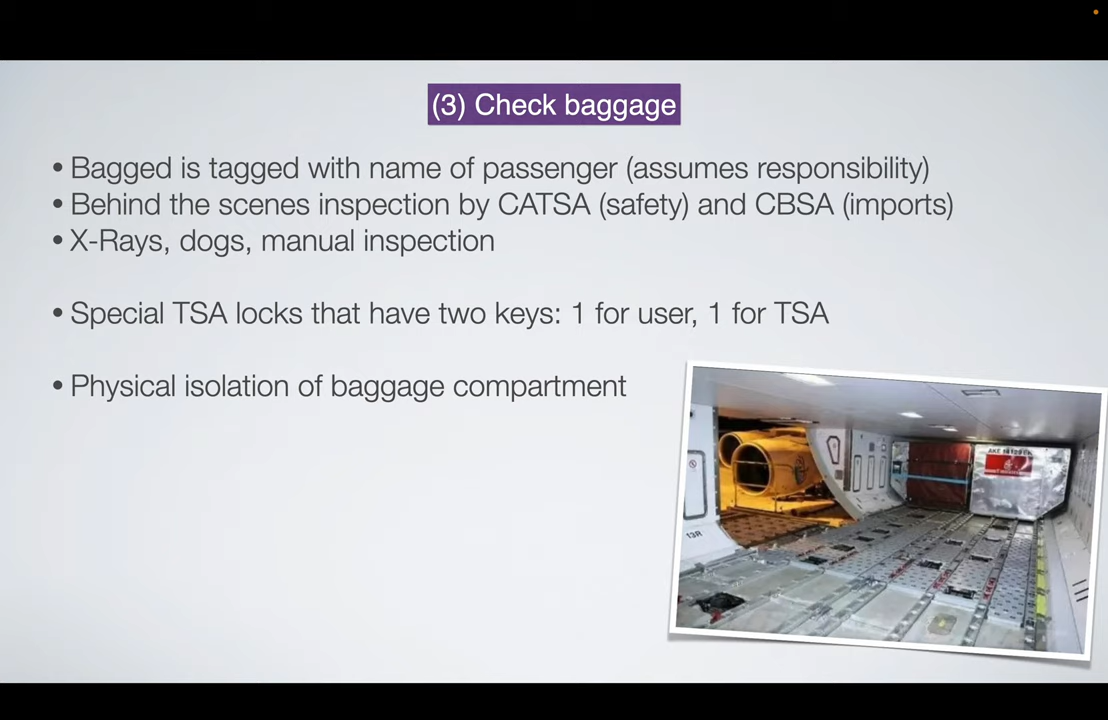 (3) Check baggage
• Bagged is tagged with name of passenger (assumes responsibility)
• Behind the scenes inspection by CATSA (safety) and CBSA (imports)
• X-Rays, dogs, manual inspection
• Special TSA locks that have two keys: 1 for user, 1 for TSA
• Physical isolation of baggage compartment
13R